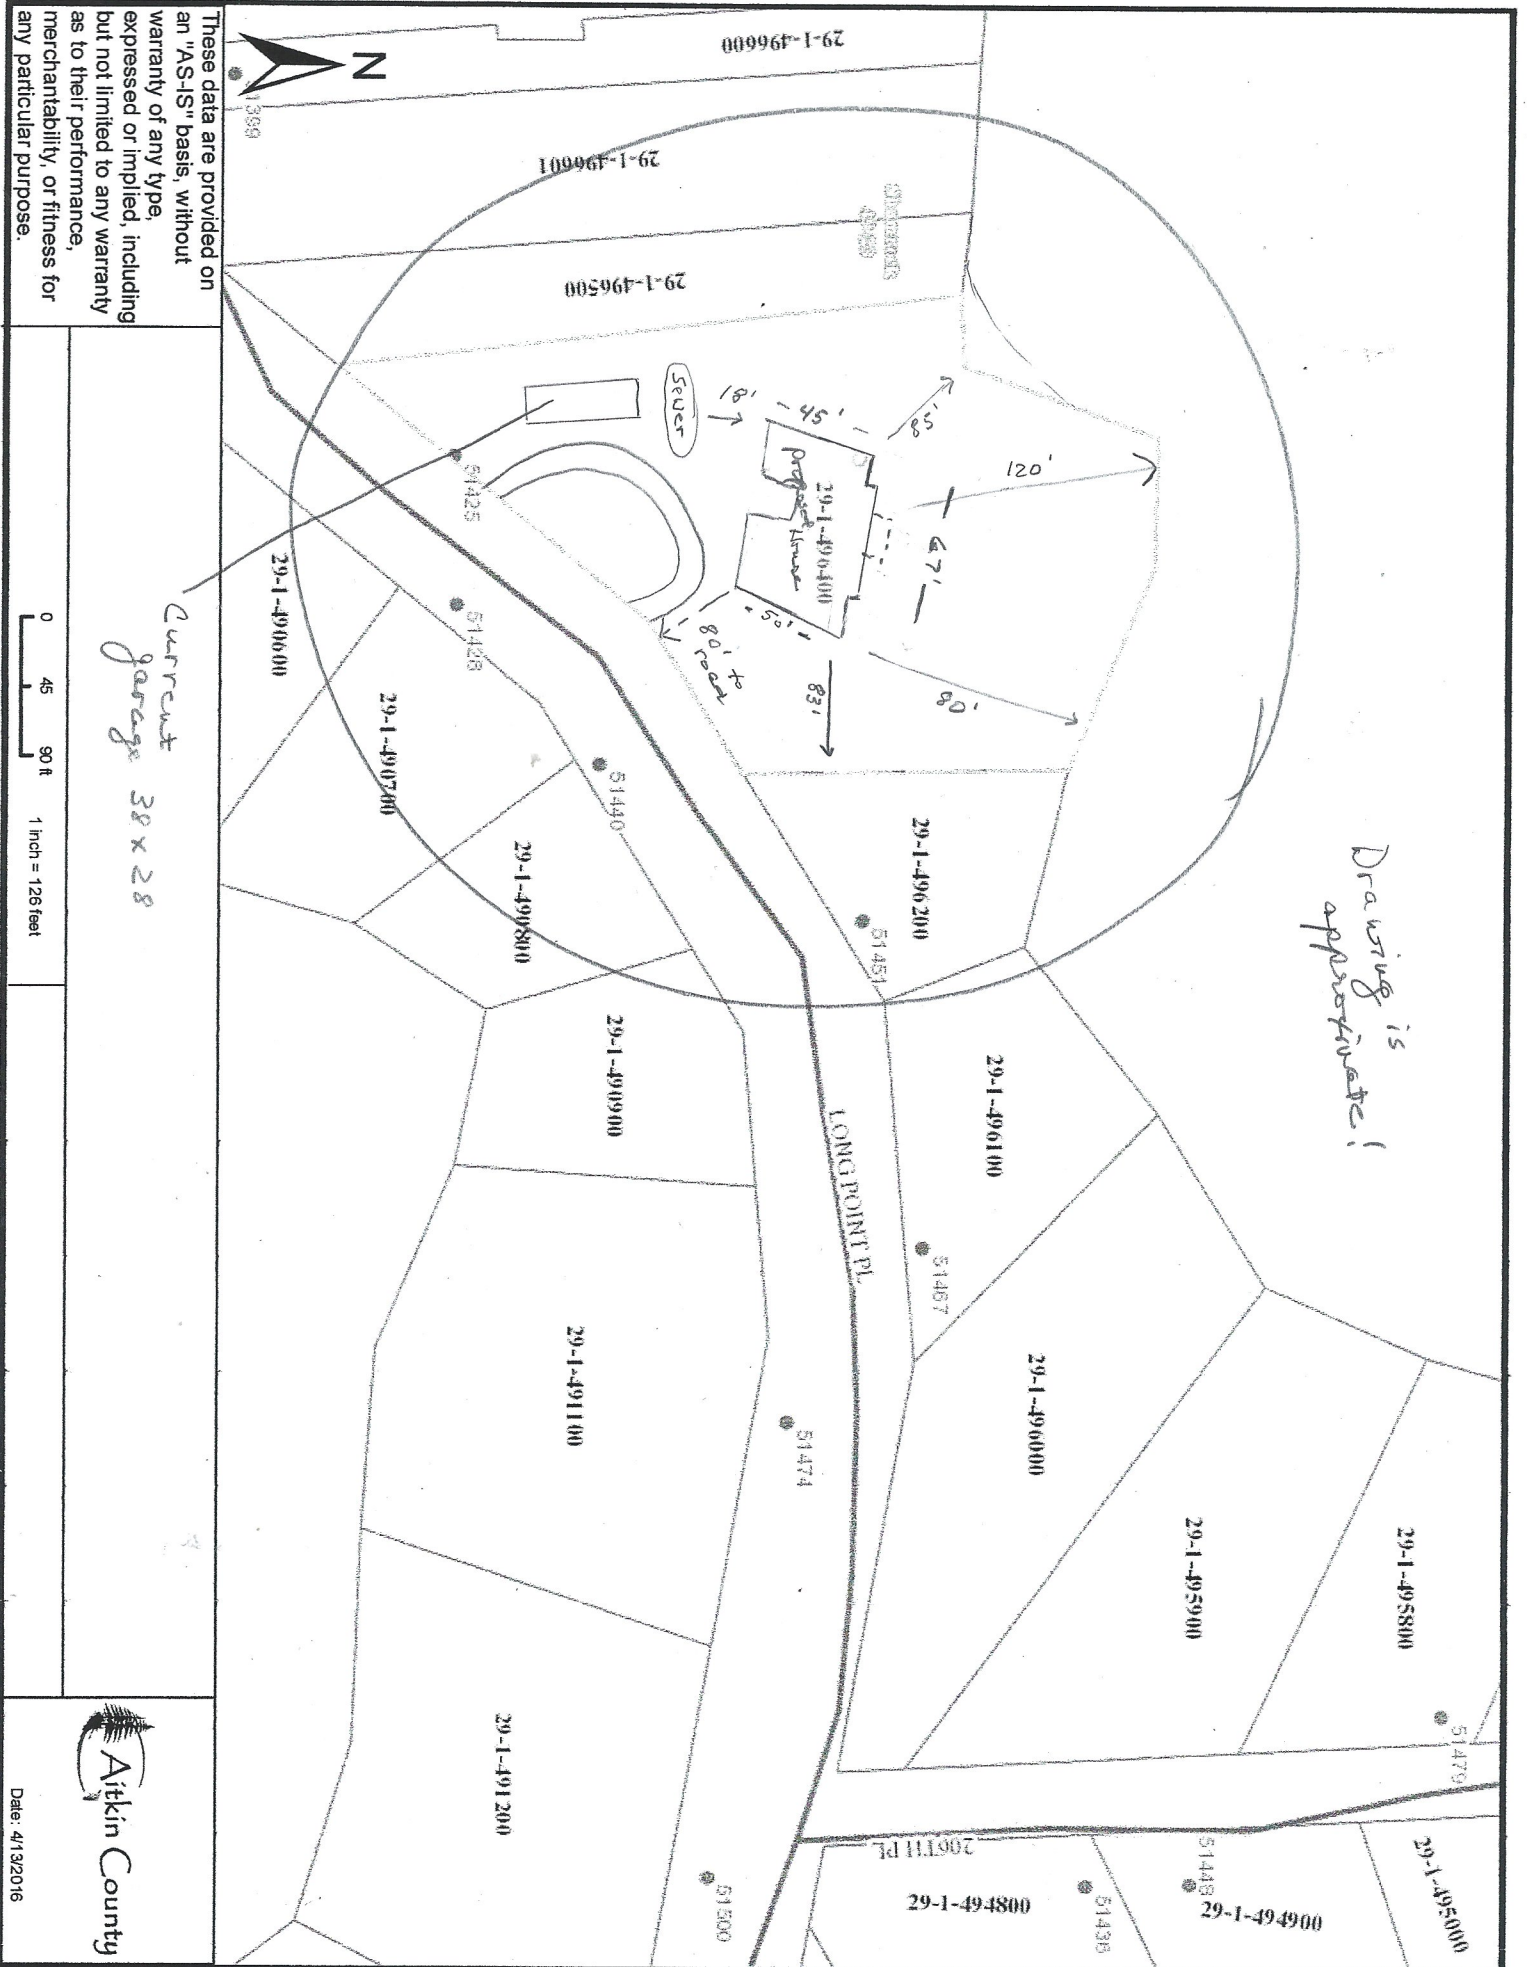 Drawing is
approximate!
29-1-495800
51479
29-1-495000
29-1-495900
51448
29-1-494900
29-1-496000
51436
29-1-494800
206TH PL
29-1-496100
51487
29-1-496200
51451
LONG POINT PL
51474
51500
29-1-496600
29-1-496601
29-1-496500
85'
120'
67'
80'
83'
45'
18'
Sewer
29-1-496400
proposed
House
50'
80' to
road
51425
51428
51440
29-1-490600
29-1-490700
29-1-490800
29-1-490900
29-1-491100
29-1-491200
N
Current
garage 38 x 28
These data are provided on
an "AS-IS" basis, without
warranty of any type,
expressed or implied, including
but not limited to any warranty
as to their performance,
merchantability, or fitness for
any particular purpose.
0 45 90 ft
1 inch = 126 feet
Aitkin County
Date: 4/13/2016